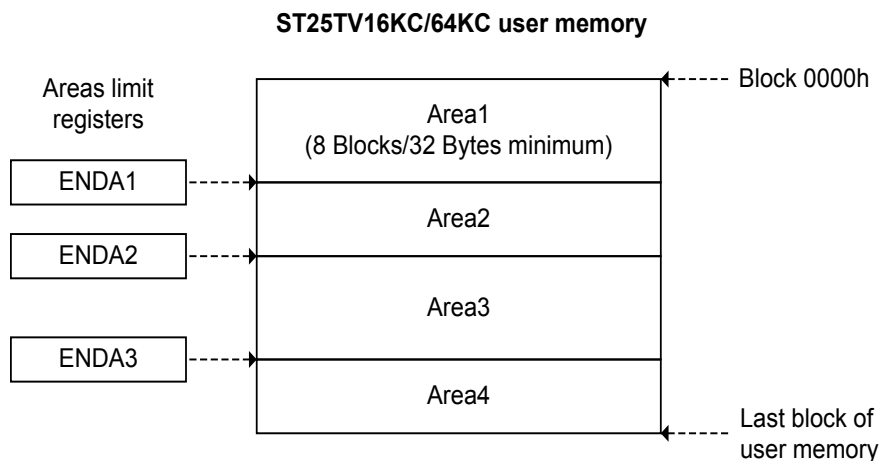 ST25TV16KC/64KC user memory
Block 0000h
Areas limit
registers
Area1
(8 Blocks/32 Bytes minimum)
ENDA1
Area2
ENDA2
Area3
ENDA3
Area4
Last block of
user memory